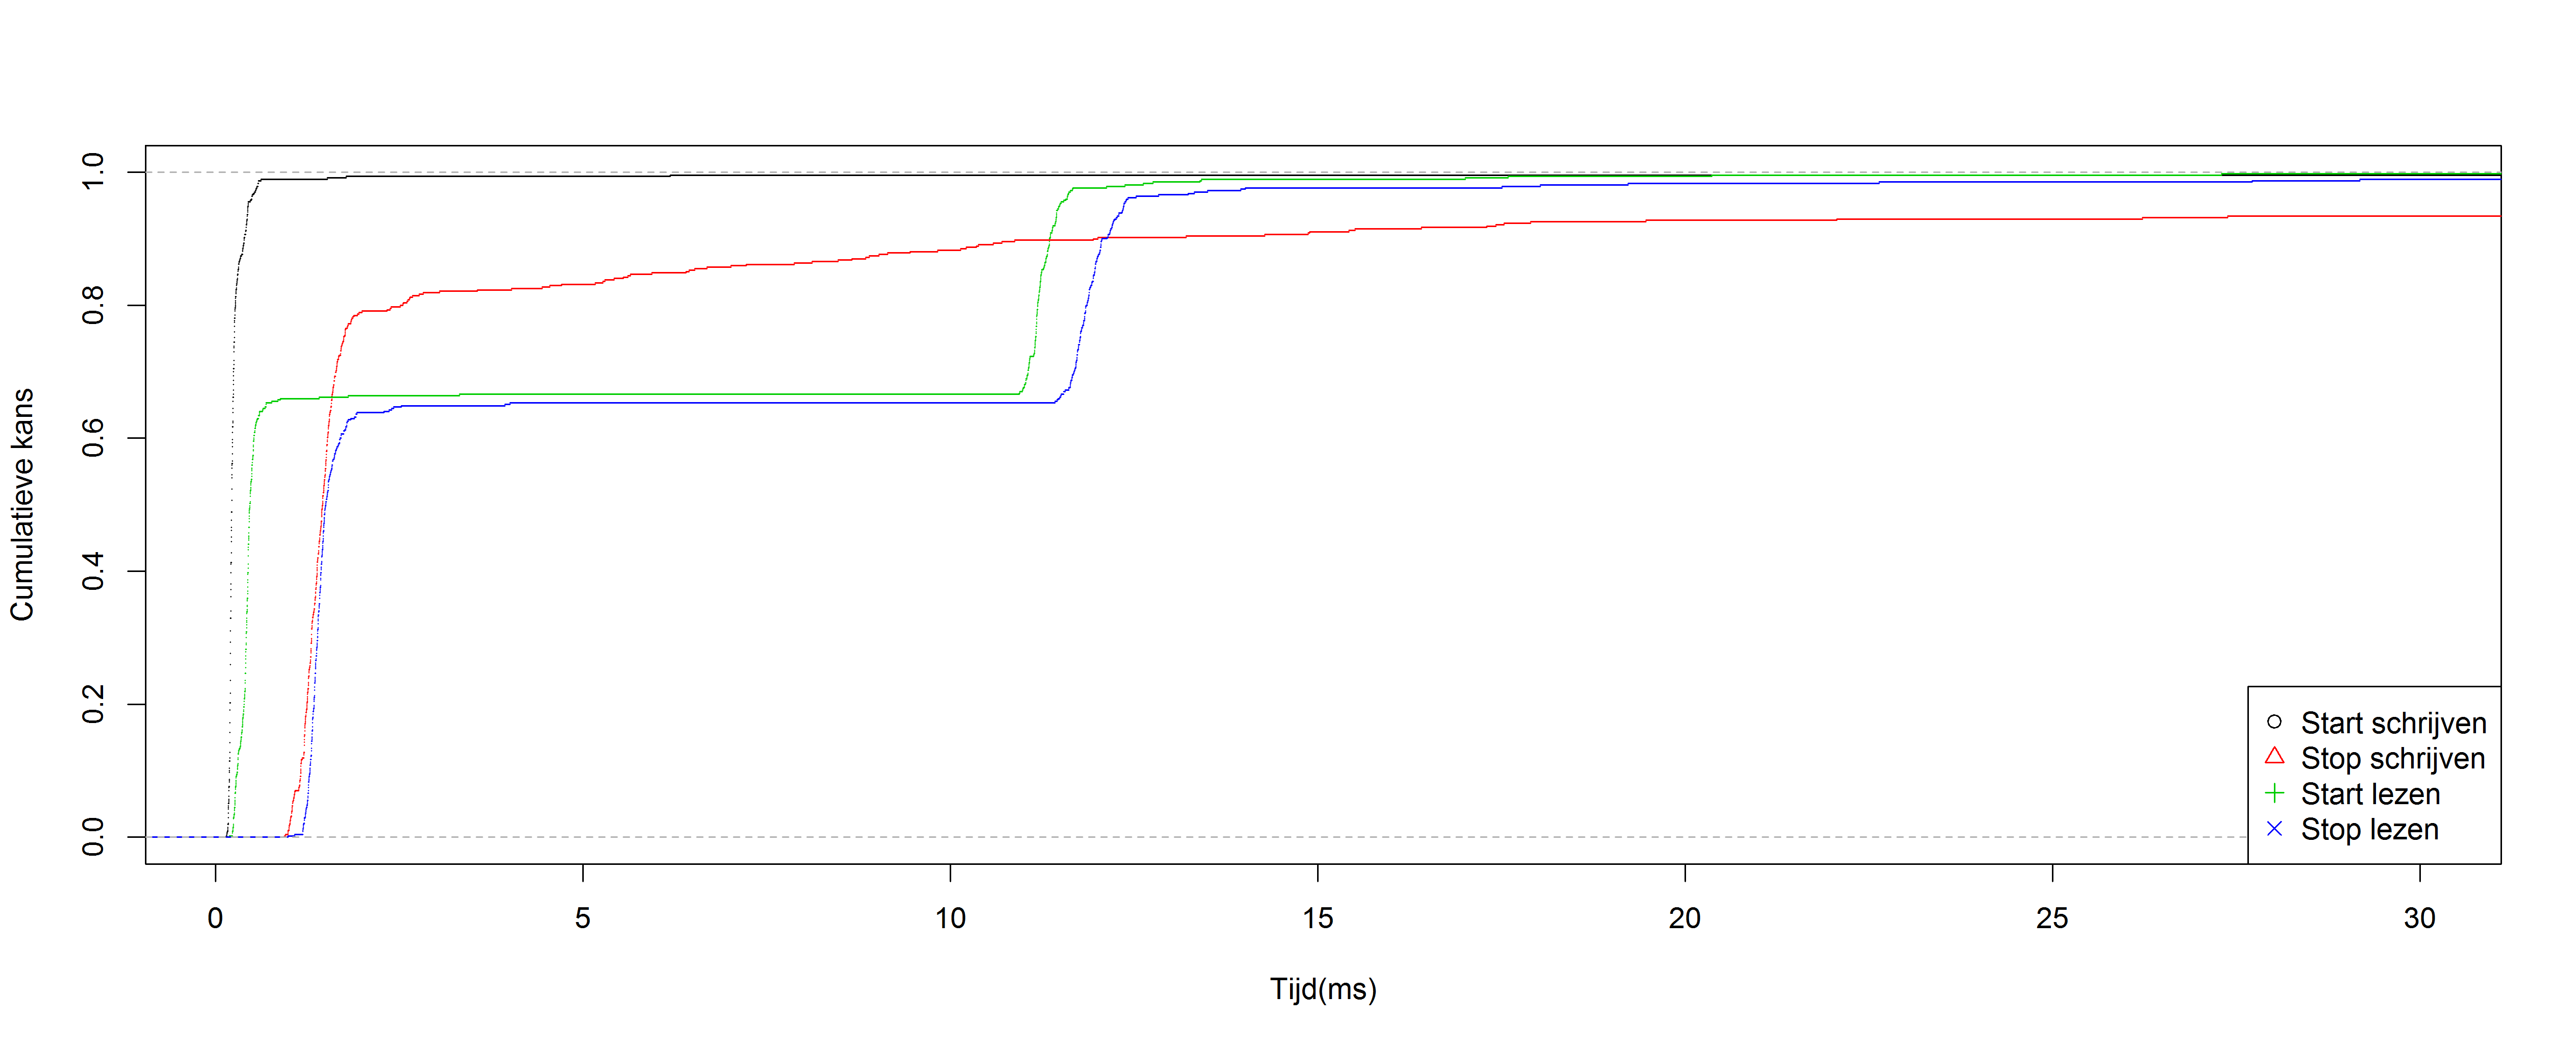 Cumulatieve kans
1.0
0.8
0.6
0.4
0.2
0.0
0 5 10 15 20 25 30
Tijd(ms)
Start schrijven
Stop schrijven
Start lezen
Stop lezen